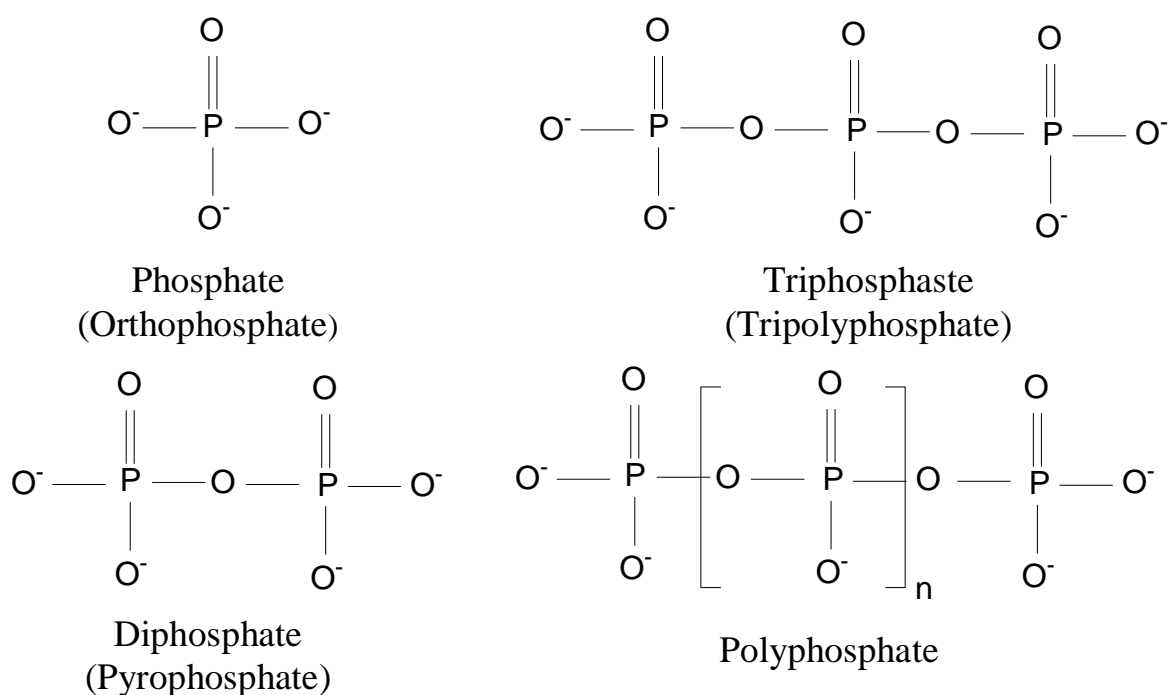 O
O⁻ P O⁻
O⁻
Phosphate
(Orthophosphate)
O O O
O⁻ P O P O P O⁻
O⁻ O⁻ O⁻
Triphosphaste
(Tripolyphosphate)
O O
O⁻ P O P O⁻
O⁻ O⁻
Diphosphate
(Pyrophosphate)
O O O
O⁻ P O P O P O⁻
O⁻ O⁻ O⁻
n
Polyphosphate